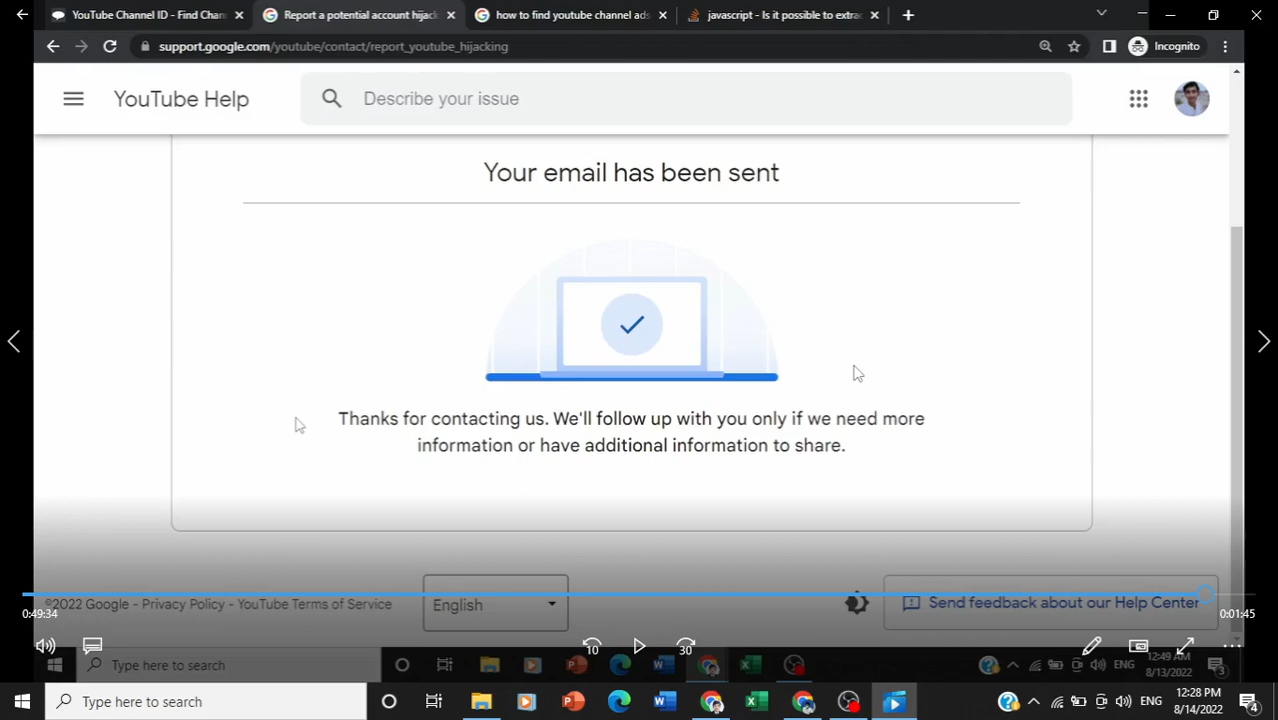 YouTube Channel ID - Find Chan
Report a potential account hijack
how to find youtube channel ads
javascript - Is it possible to extra
support.google.com/youtube/contact/report_youtube_hijacking
Incognito
YouTube Help
Describe your issue
Your email has been sent
Thanks for contacting us. We'll follow up with you only if we need more
information or have additional information to share.
©2022 Google - Privacy Policy - YouTube Terms of Service
English
Send feedback about our Help Center
0:49:34
0:01:45
10
30
Type here to search
ENG
12:49 AM
8/13/2022
3
Type here to search
ENG
12:28 PM
8/14/2022
4